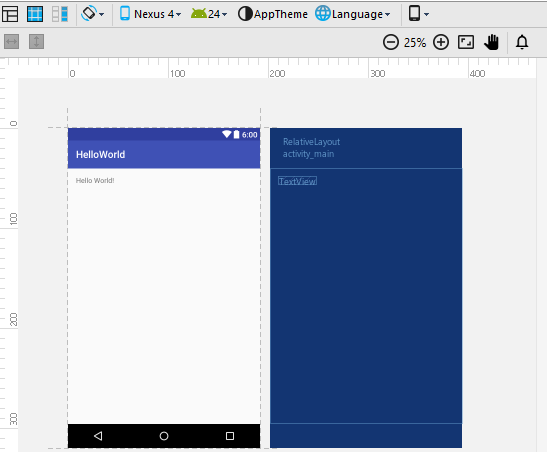 Nexus 4 24 AppTheme Language
25%
0 100 200 300 400
0
100
200
300
6:00
HelloWorld
Hello World!
RelativeLayout
activity_main
TextView